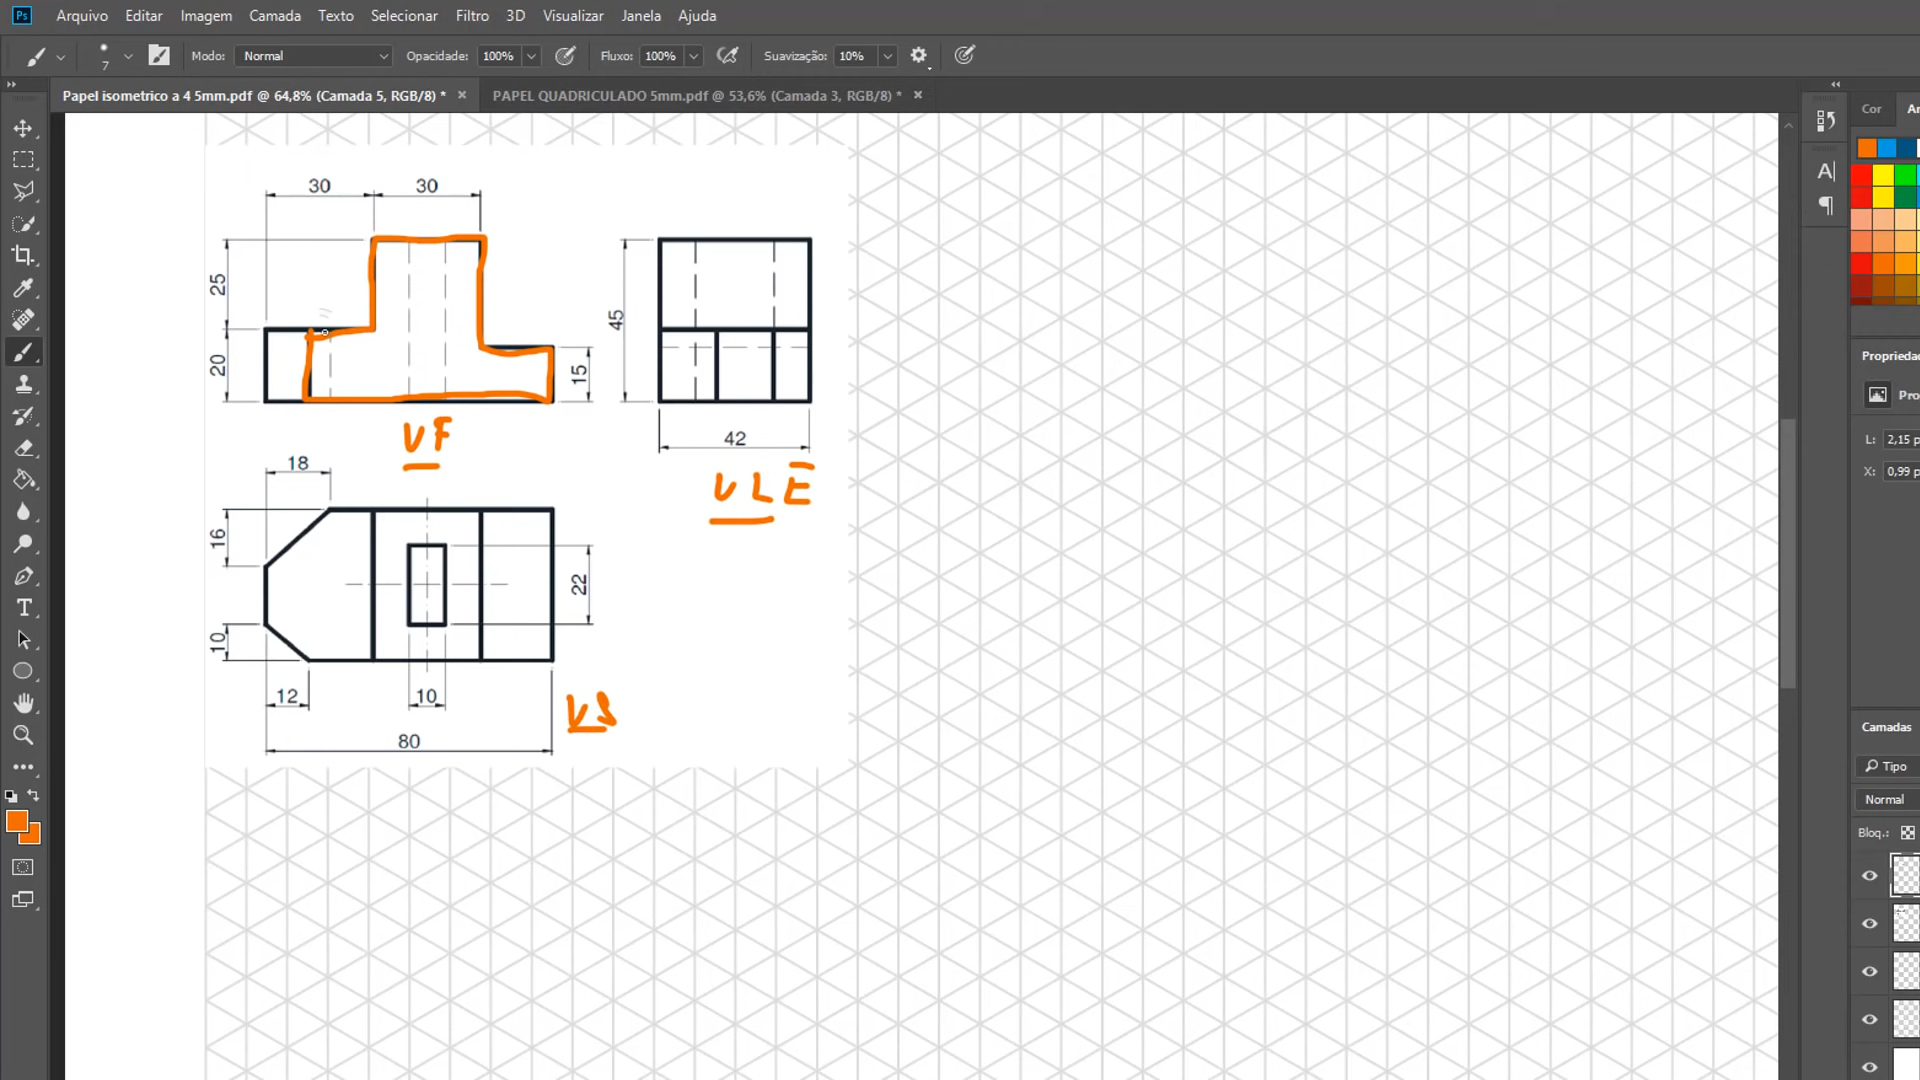 Ps Arquivo Editar Imagem Camada Texto Selecionar Filtro 3D Visualizar Janela Ajuda
7 Modo: Normal Opacidade: 100% Fluxo: 100% Suavização: 10%
Papel isometrico a 4 5mm.pdf @ 64,8% (Camada 5, RGB/8) *
PAPEL QUADRICULADO 5mm.pdf @ 53,6% (Camada 3, RGB/8) *
Cor
30 30
25
20
15
45
42
VF
VLE
18
16
10
22
12 10
80
VS
Propriedad
L: 2,15 p
X: 0,99 p
Camadas
Tipo
Normal
Bloq.: